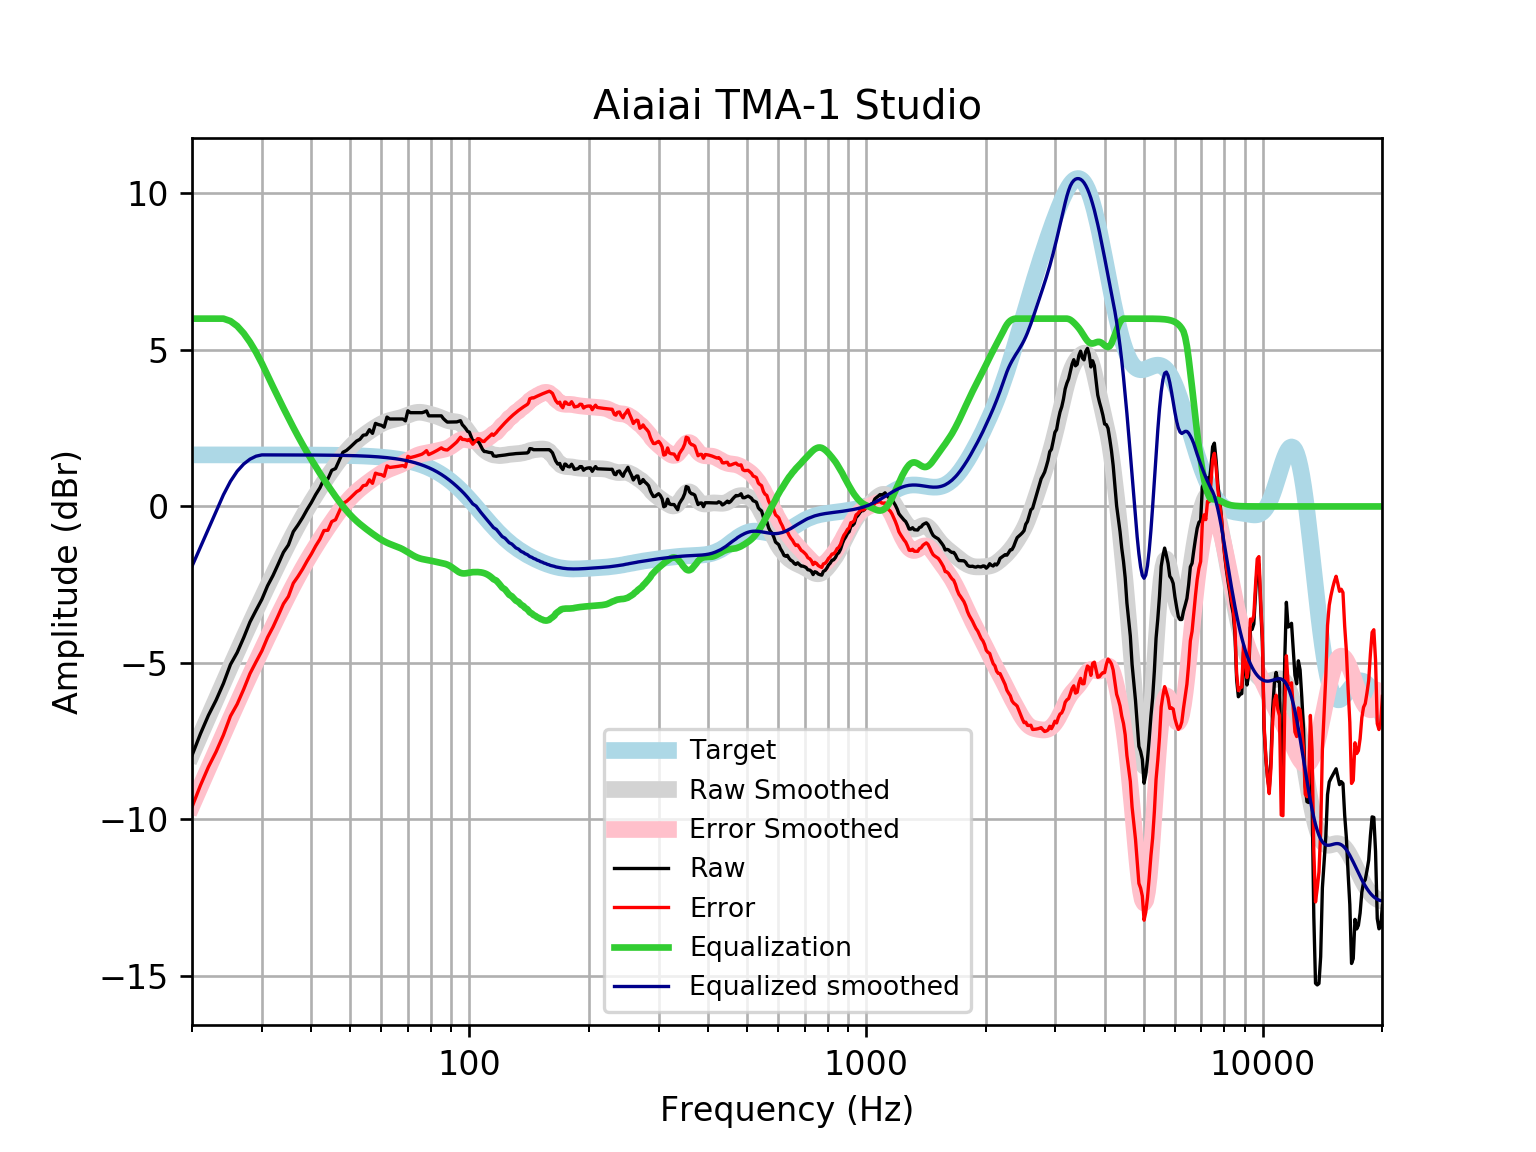 Aiaiai TMA-1 Studio
10
5
0
−5
−10
−15
Amplitude (dBr)
Target
Raw Smoothed
Error Smoothed
Raw
Error
Equalization
Equalized smoothed
100
1000
10000
Frequency (Hz)